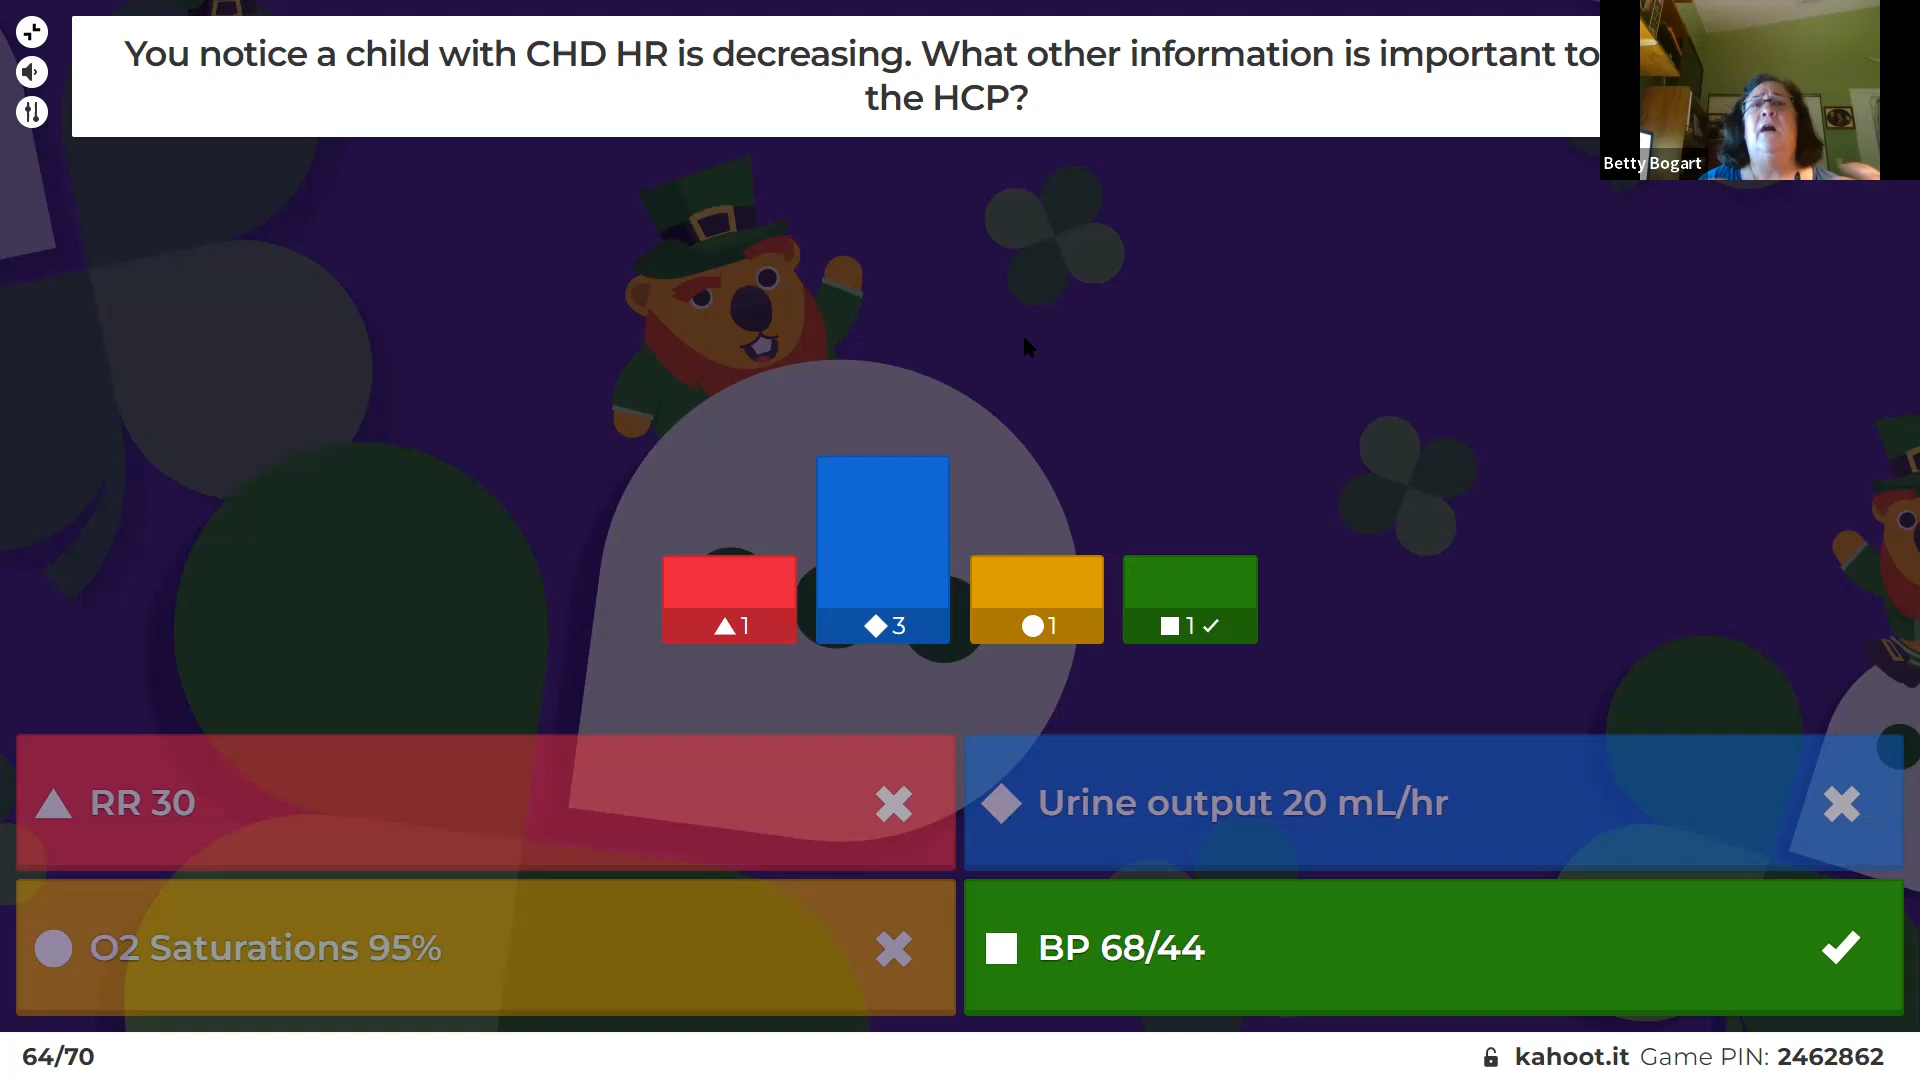 You notice a child with CHD HR is decreasing. What other information is important to
the HCP?
Betty Bogart
1
3
1
1
RR 30
Urine output 20 mL/hr
O2 Saturations 95%
BP 68/44
64/70
kahoot.it Game PIN: 2462862